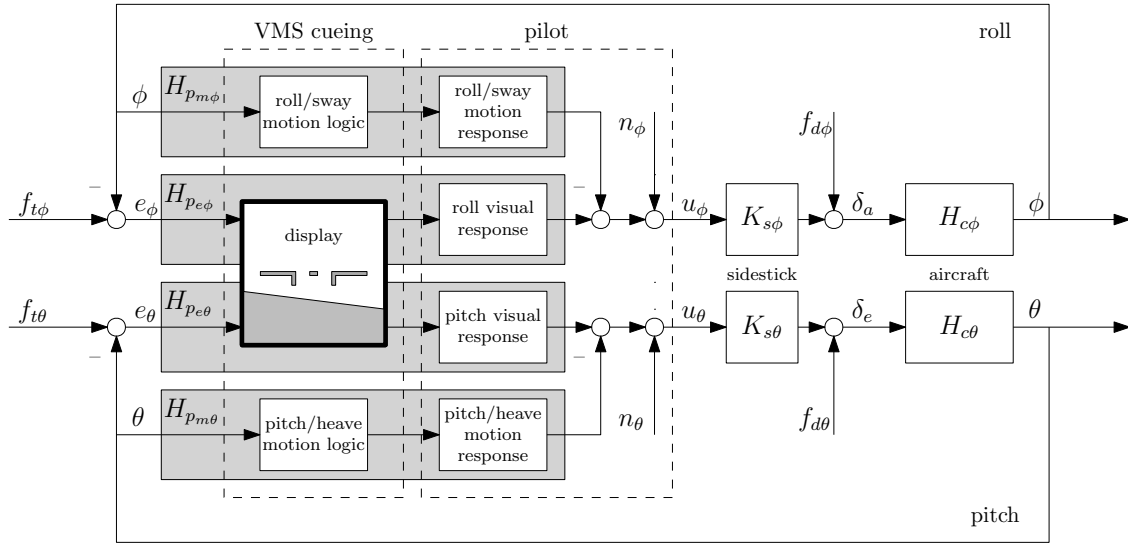 VMS cueing
pilot
roll
H_{p_{mϕ}}
ϕ
roll/sway
motion logic
roll/sway
motion
response
n_ϕ
f_{dϕ}
−
−
f_{tϕ}
e_ϕ
H_{p_{eϕ}}
display
roll visual
response
u_ϕ
K_{sϕ}
δ_a
H_{cϕ}
ϕ
sidestick
aircraft
f_{tθ}
e_θ
H_{p_{eθ}}
pitch visual
response
u_θ
K_{sθ}
δ_e
H_{cθ}
θ
−
−
θ
H_{p_{mθ}}
pitch/heave
motion logic
pitch/heave
motion
response
n_θ
f_{dθ}
pitch